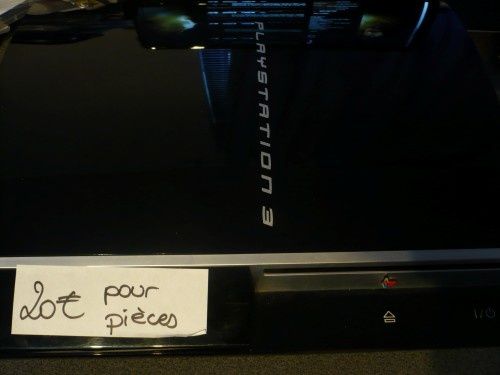 PLAYSTATION 3
20€ pour
pièces